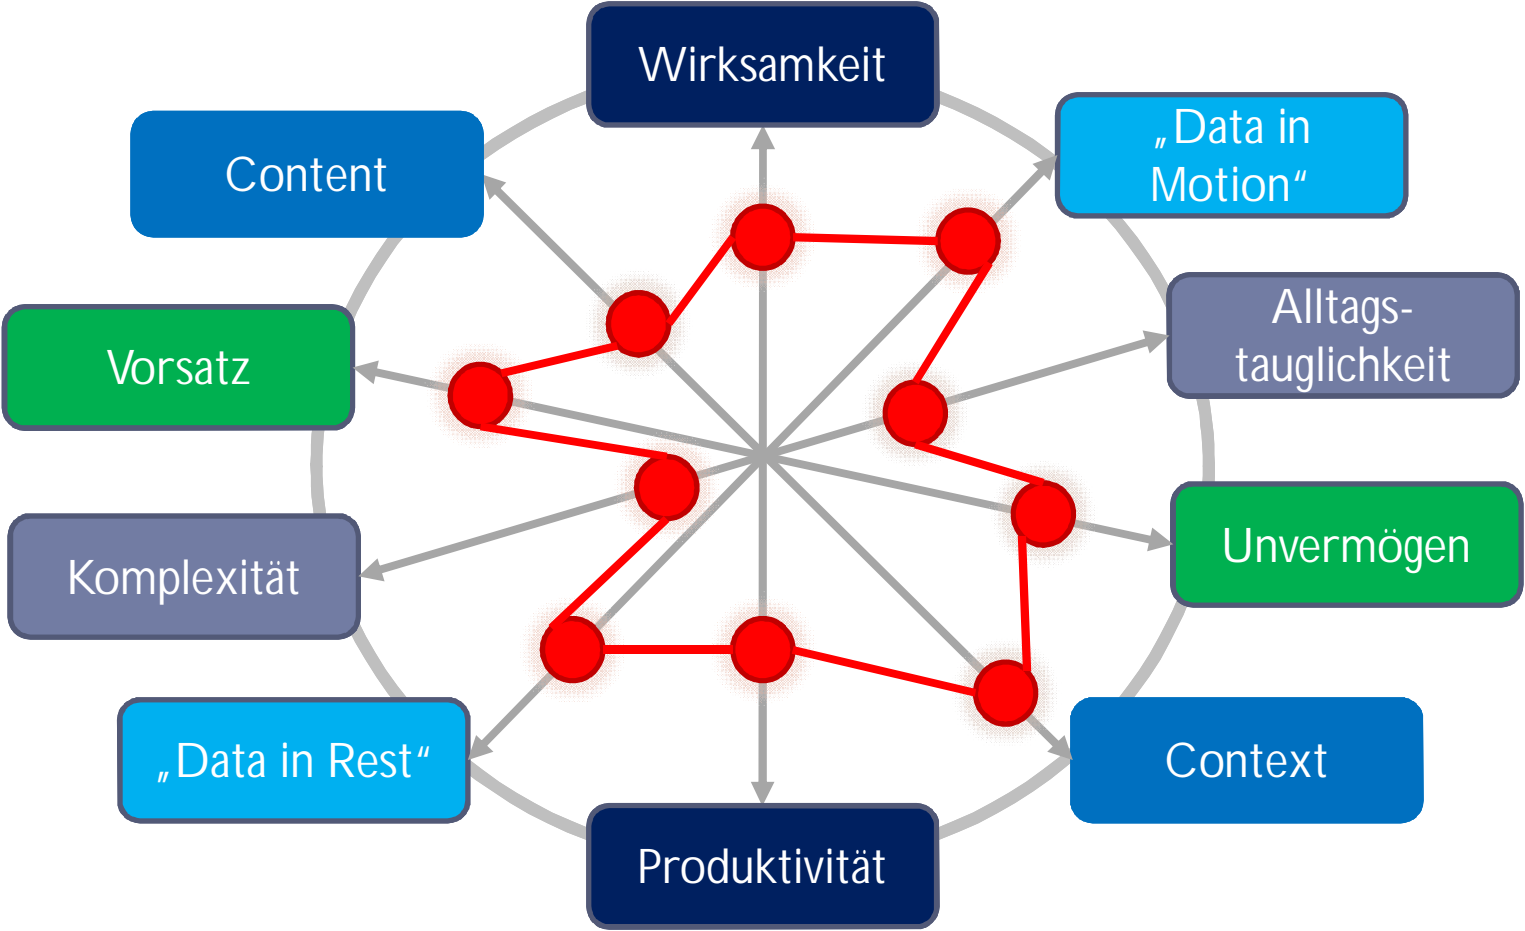 Wirksamkeit
„Data in
Motion“
Content
Alltags-
tauglichkeit
Vorsatz
Unvermögen
Komplexität
„Data in Rest“
Context
Produktivität